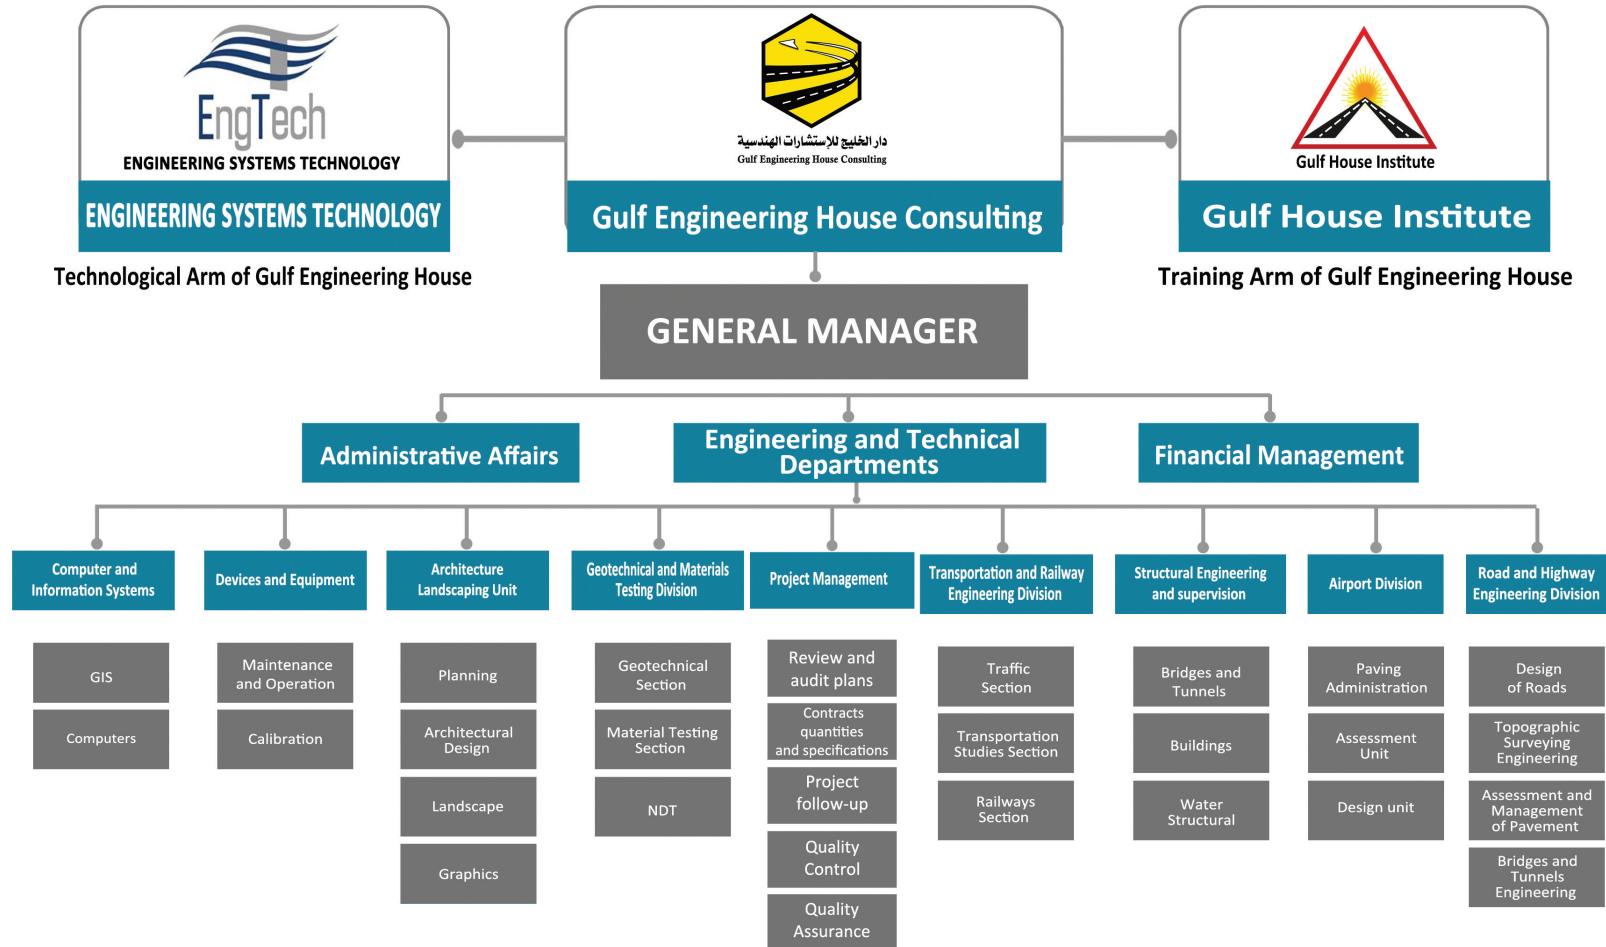 EngTech
ENGINEERING SYSTEMS TECHNOLOGY
ENGINEERING SYSTEMS TECHNOLOGY
Technological Arm of Gulf Engineering House
دار الخليج للإستشارات الهندسية
Gulf Engineering House Consulting
Gulf Engineering House Consulting
Gulf House Institute
Gulf House Institute
Training Arm of Gulf Engineering House
GENERAL MANAGER
Administrative Affairs
Engineering and Technical
Departments
Financial Management
Computer and
Information Systems
GIS
Computers
Devices and Equipment
Maintenance
and Operation
Calibration
Architecture
Landscaping Unit
Planning
Architectural
Design
Landscape
Graphics
Geotechnical and Materials
Testing Division
Geotechnical
Section
Material Testing
Section
NDT
Project Management
Review and
audit plans
Contracts
quantities
and specifications
Project
follow-up
Quality
Control
Quality
Assurance
Transportation and Railway
Engineering Division
Traffic
Section
Transportation
Studies Section
Railways
Section
Structural Engineering
and supervision
Bridges and
Tunnels
Buildings
Water
Structural
Airport Division
Paving
Administration
Assessment
Unit
Design unit
Road and Highway
Engineering Division
Design
of Roads
Topographic
Surveying
Engineering
Assessment and
Management
of Pavement
Bridges and
Tunnels
Engineering